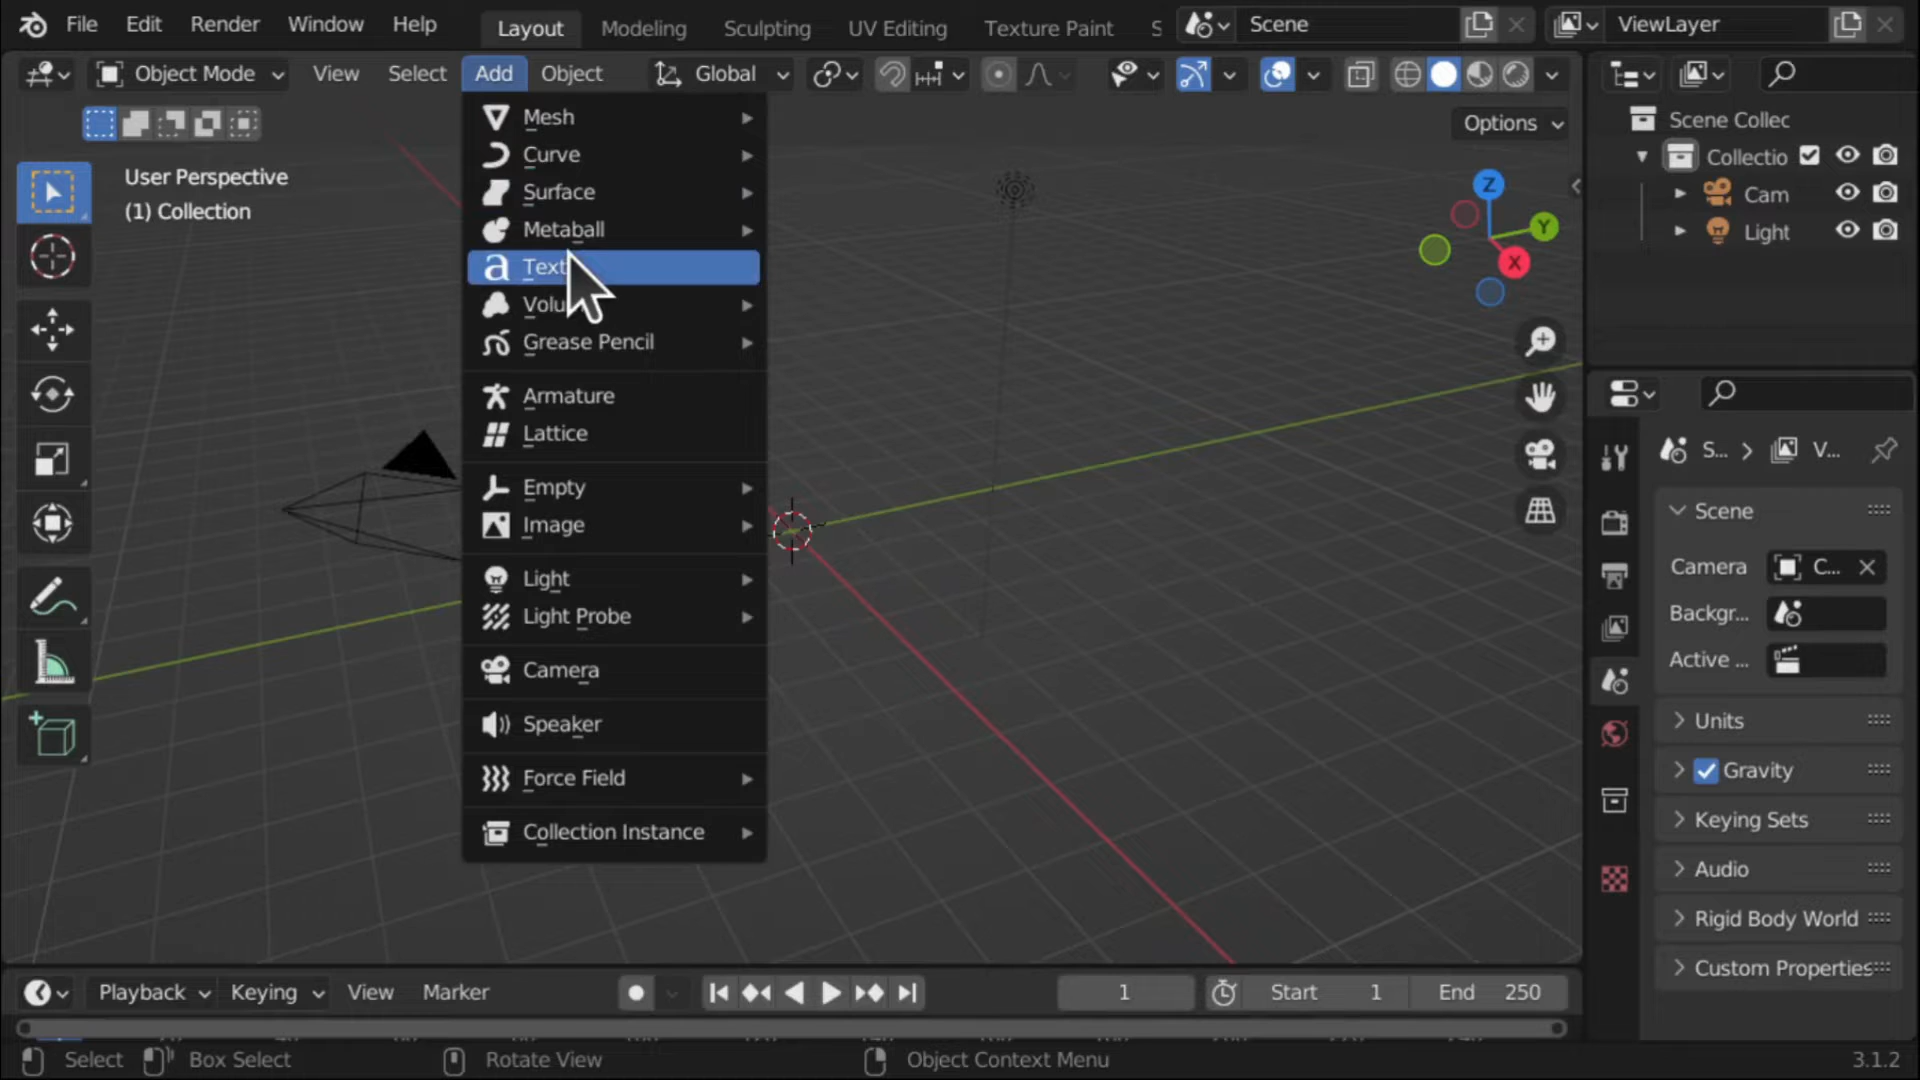 File Edit Render Window Help Layout Modeling Sculpting UV Editing Texture Paint S Scene ViewLayer
Object Mode View Select Add Object Global
Options
User Perspective
(1) Collection
Mesh
Curve
Surface
Metaball
Text
Volu
Grease Pencil
Armature
Lattice
Empty
Image
Light
Light Probe
Camera
Speaker
Force Field
Collection Instance
Z
Y
X
Scene Collec
Collectio
Cam
Light
S... > V...
Scene
Camera C...
Backgr...
Active ...
Units
Gravity
Keying Sets
Audio
Rigid Body World
Custom Properties
Playback Keying View Marker 1 Start 1 End 250
Select Box Select Rotate View Object Context Menu 3.1.2